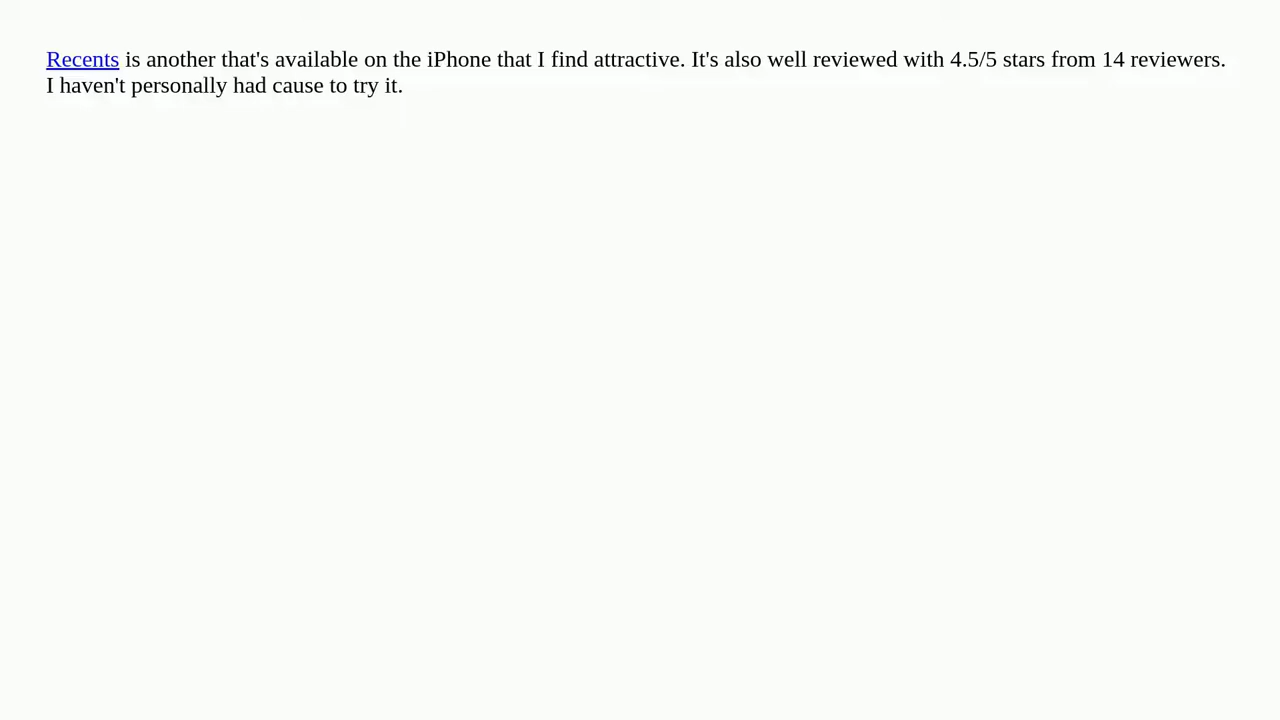 Recents is another that's available on the iPhone that I find attractive. It's also well reviewed with 4.5/5 stars from 14 reviewers.
I haven't personally had cause to try it.